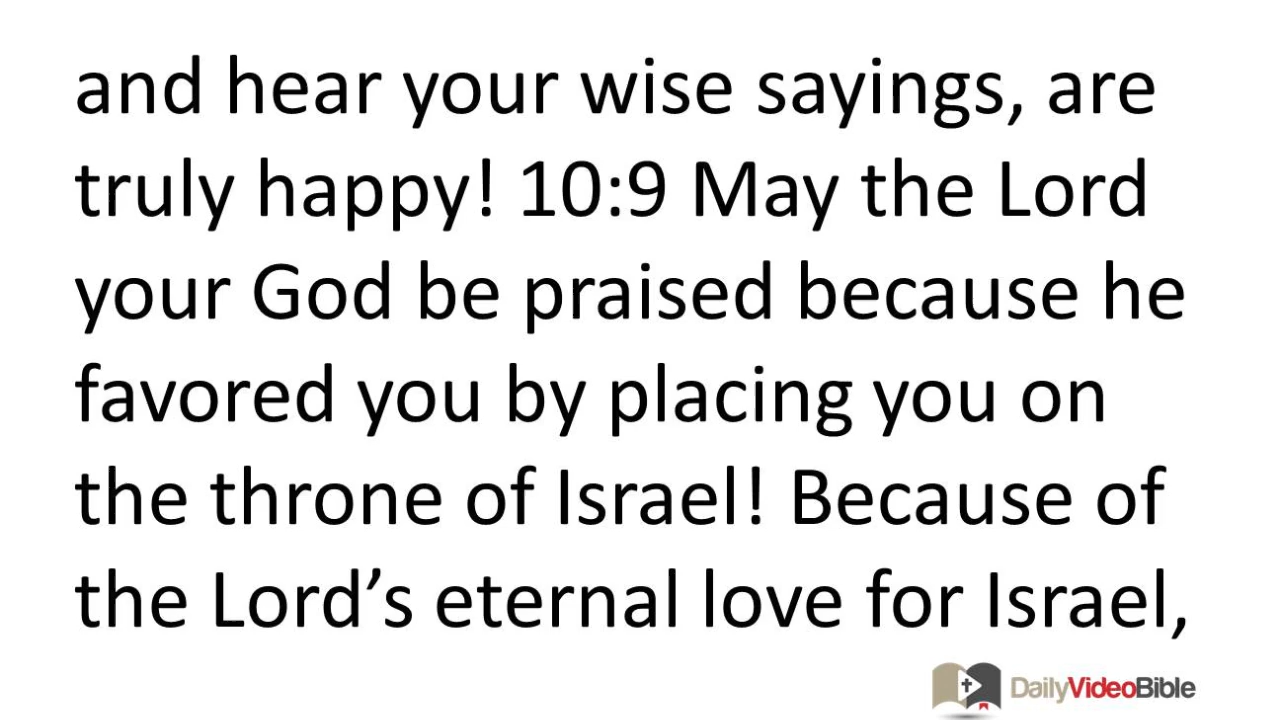 and hear your wise sayings, are
truly happy! 10:9 May the Lord
your God be praised because he
favored you by placing you on
the throne of Israel! Because of
the Lord’s eternal love for Israel,
DailyVideoBible